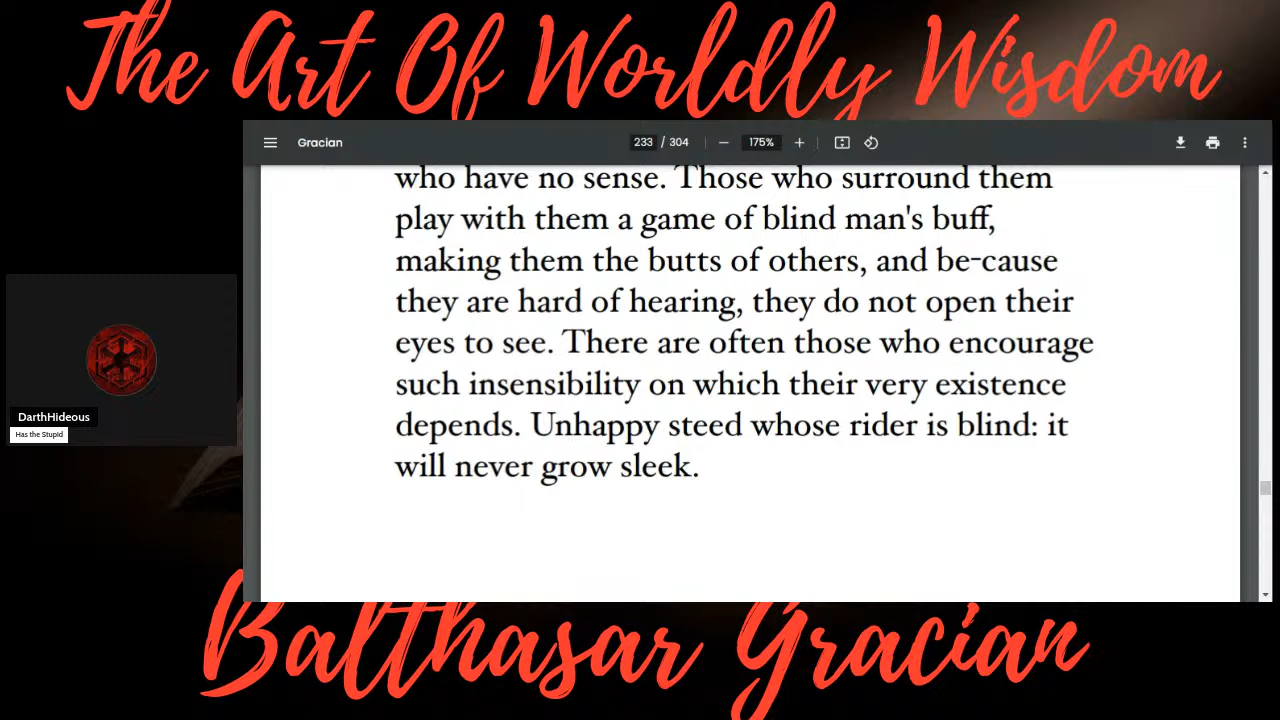 The Art Of Worldly Wisdom
Gracian
233 / 304
175%
who have no sense. Those who surround them
play with them a game of blind man's buff,
making them the butts of others, and be-cause
they are hard of hearing, they do not open their
eyes to see. There are often those who encourage
such insensibility on which their very existence
depends. Unhappy steed whose rider is blind: it
will never grow sleek.
DarthHideous
Has the Stupid
Balthasar Gracian